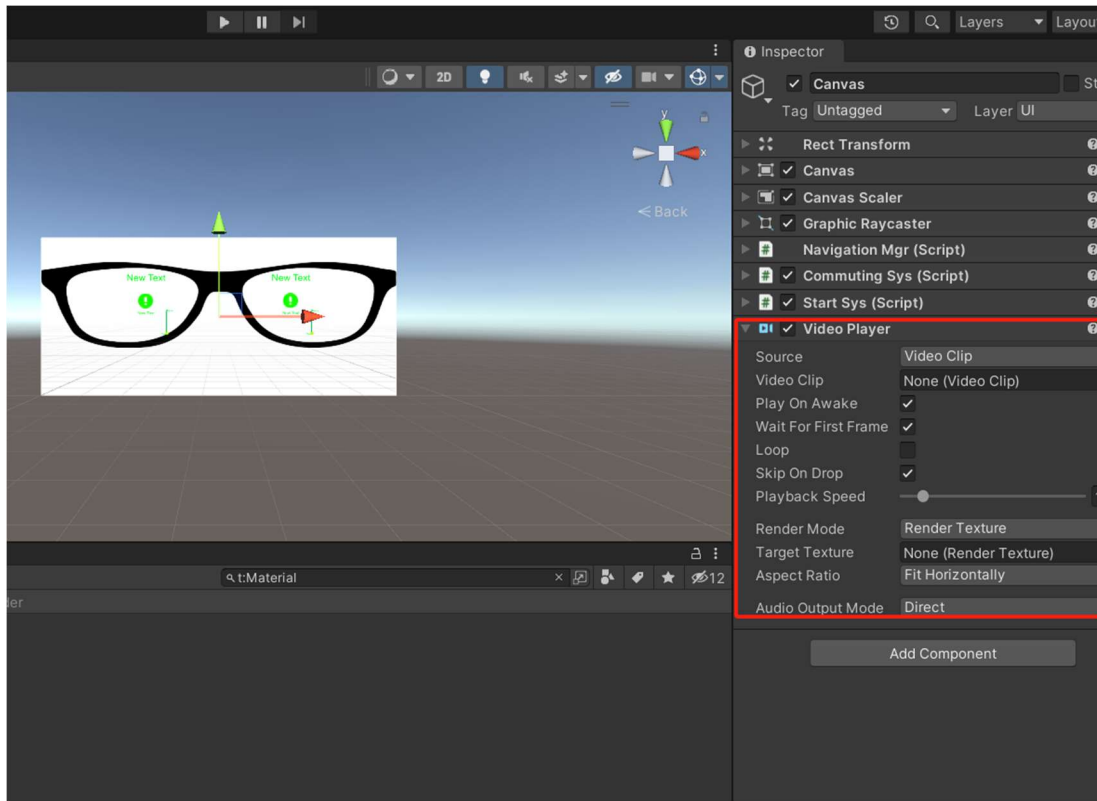 Layers
Layou
Inspector
2D
Canvas
St
Tag Untagged
Layer UI
y
x
Back
Rect Transform
Canvas
Canvas Scaler
Graphic Raycaster
Navigation Mgr (Script)
Commuting Sys (Script)
Start Sys (Script)
Video Player
New Text
New Text
Source Video Clip
Video Clip None (Video Clip)
Play On Awake
Wait For First Frame
Loop
Skip On Drop
Playback Speed
Render Mode Render Texture
Target Texture None (Render Texture)
Aspect Ratio Fit Horizontally
Audio Output Mode Direct
t:Material
12
der
Add Component